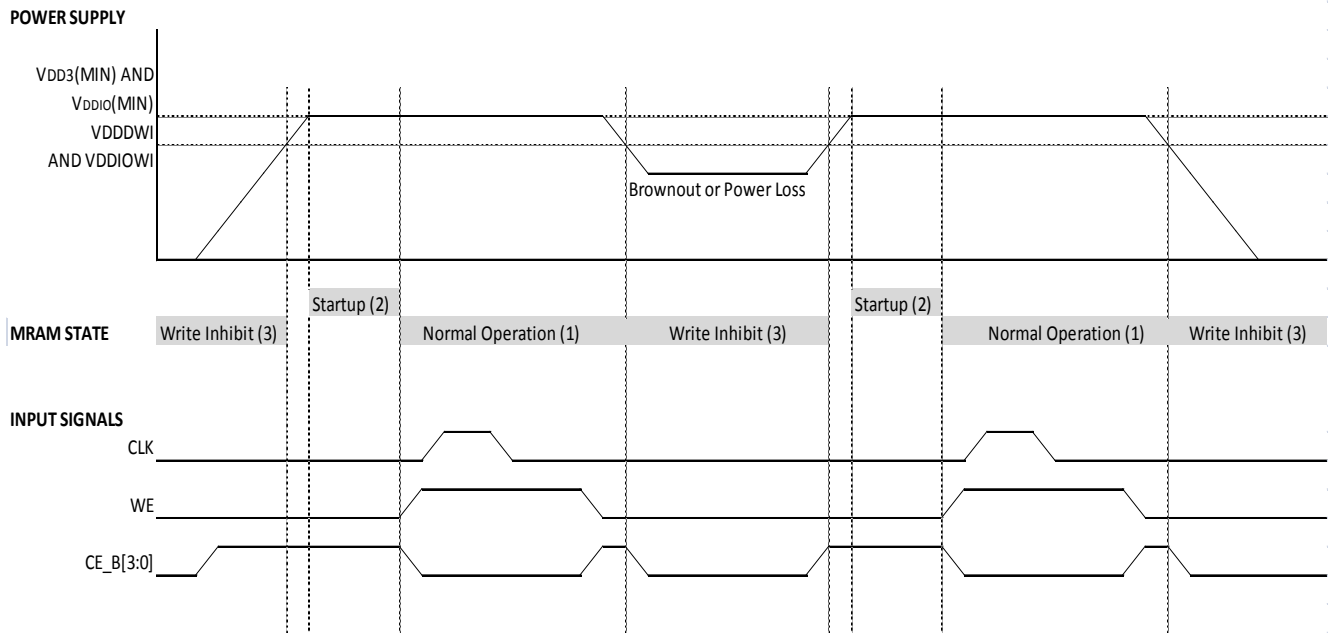 POWER SUPPLY
VDD3(MIN) AND
VDDIO(MIN)
VDDDWI
AND VDDIOWI
Brownout or Power Loss
Startup (2)
Startup (2)
MRAM STATE
Write Inhibit (3)
Normal Operation (1)
Write Inhibit (3)
Normal Operation (1)
Write Inhibit (3)
INPUT SIGNALS
CLK
WE
CE_B[3:0]